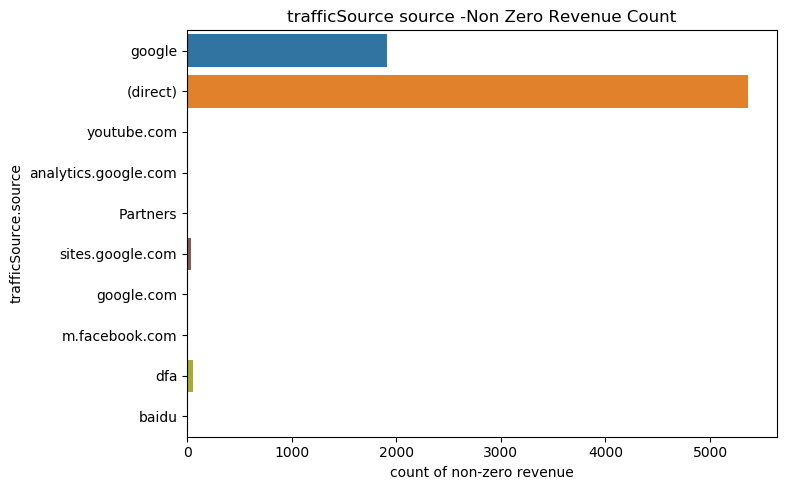 trafficSource source -Non Zero Revenue Count
trafficSource.source
google
(direct)
youtube.com
analytics.google.com
Partners
sites.google.com
google.com
m.facebook.com
dfa
baidu
0 1000 2000 3000 4000 5000
count of non-zero revenue